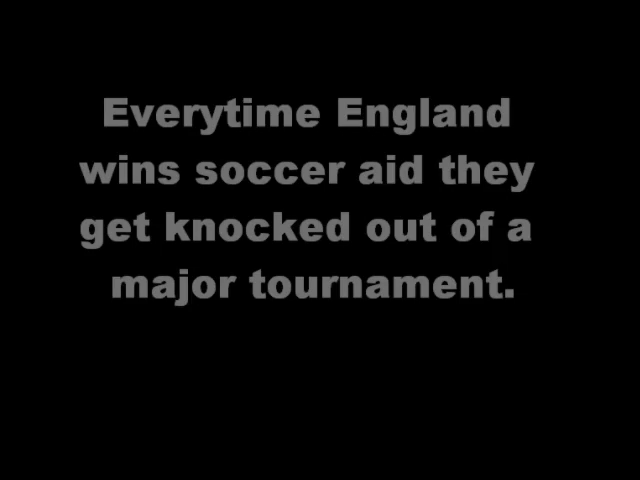 Everytime England
wins soccer aid they
get knocked out of a
major tournament.